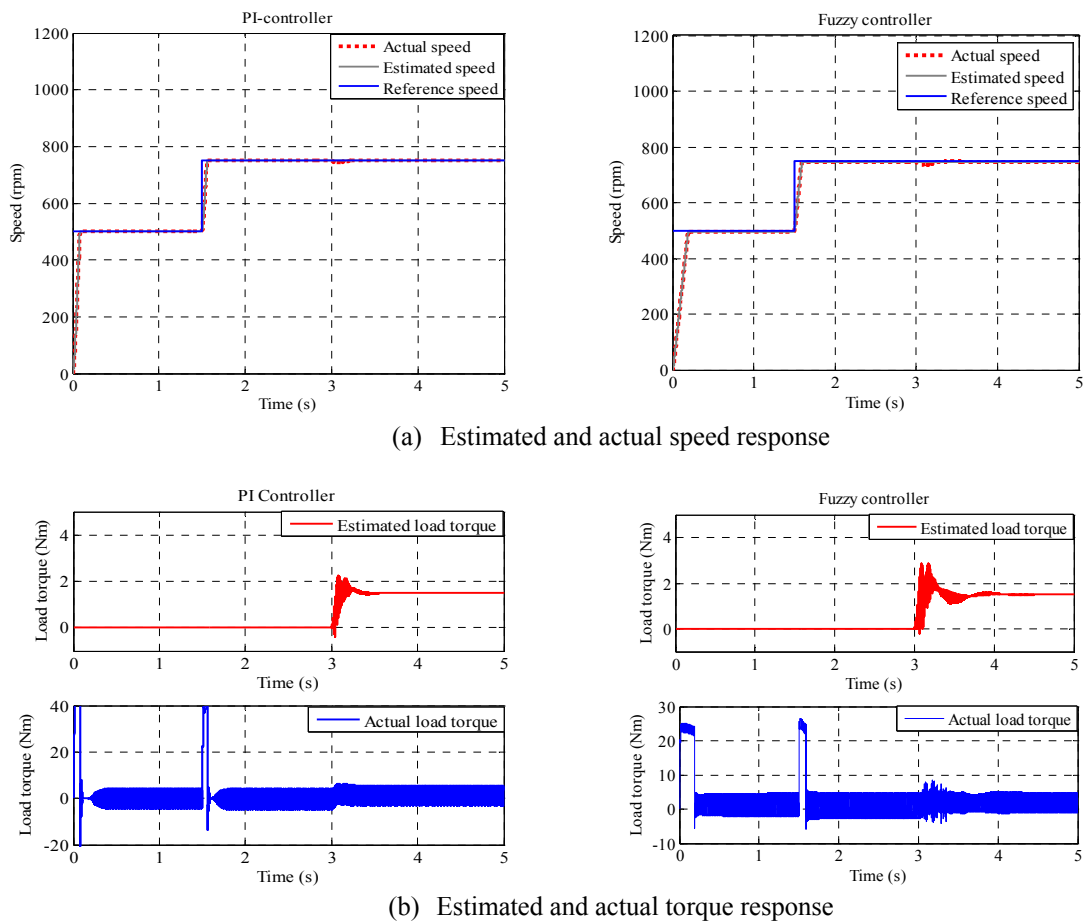 PI-controller
1200
1000
800
600
400
200
0
Speed (rpm)
Actual speed
Estimated speed
Reference speed
0 1 2 3 4 5
Time (s)
Fuzzy controller
1200
1000
800
600
400
200
0
Speed (rpm)
Actual speed
Estimated speed
Reference speed
0 1 2 3 4 5
Time (s)
(a) Estimated and actual speed response
PI Controller
4
2
0
Load torque (Nm)
Estimated load torque
0 1 2 3 4 5
Time (s)
Fuzzy controller
4
2
0
Load torque (Nm)
Estimated load torque
0 1 2 3 4 5
Time (s)
40
20
0
-20
Load torque (Nm)
Actual load torque
0 1 2 3 4 5
Time (s)
30
20
10
0
-10
Load torque (Nm)
Actual load torque
0 1 2 3 4 5
Time (s)
(b) Estimated and actual torque response